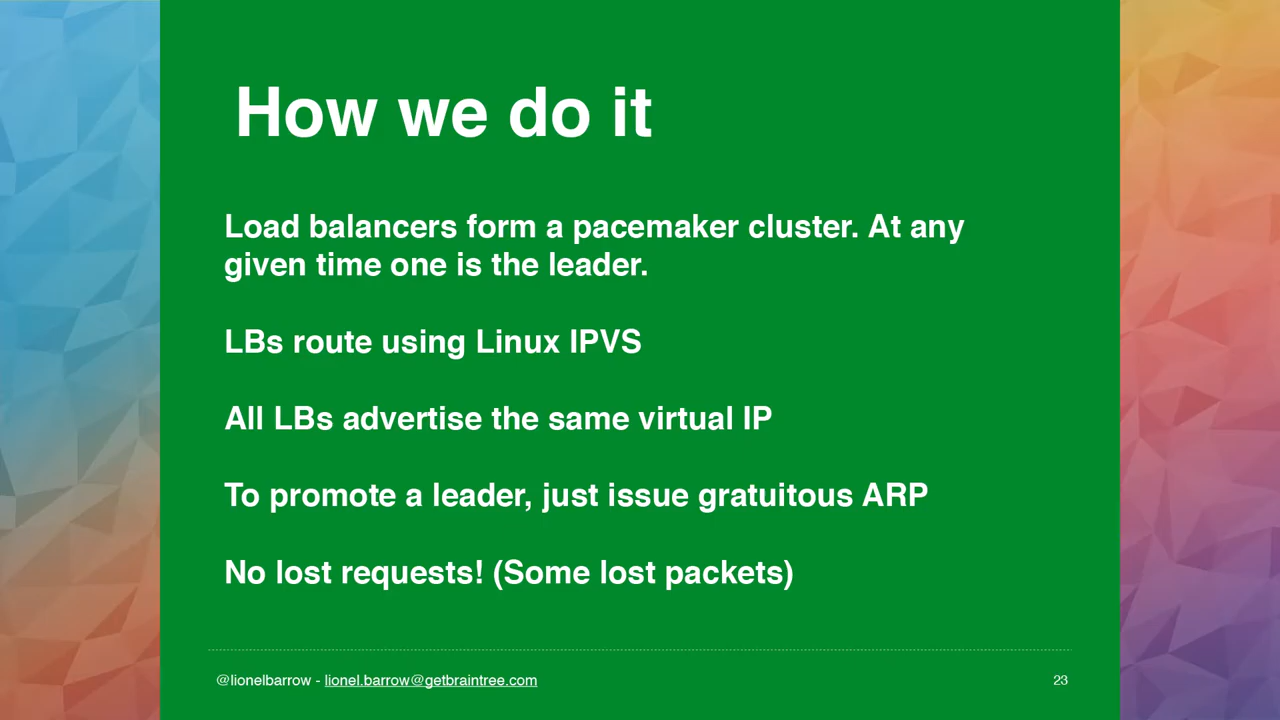 How we do it
Load balancers form a pacemaker cluster. At any
given time one is the leader.
LBs route using Linux IPVS
All LBs advertise the same virtual IP
To promote a leader, just issue gratuitous ARP
No lost requests! (Some lost packets)
@lionelbarrow - lionel.barrow@getbraintree.com
23